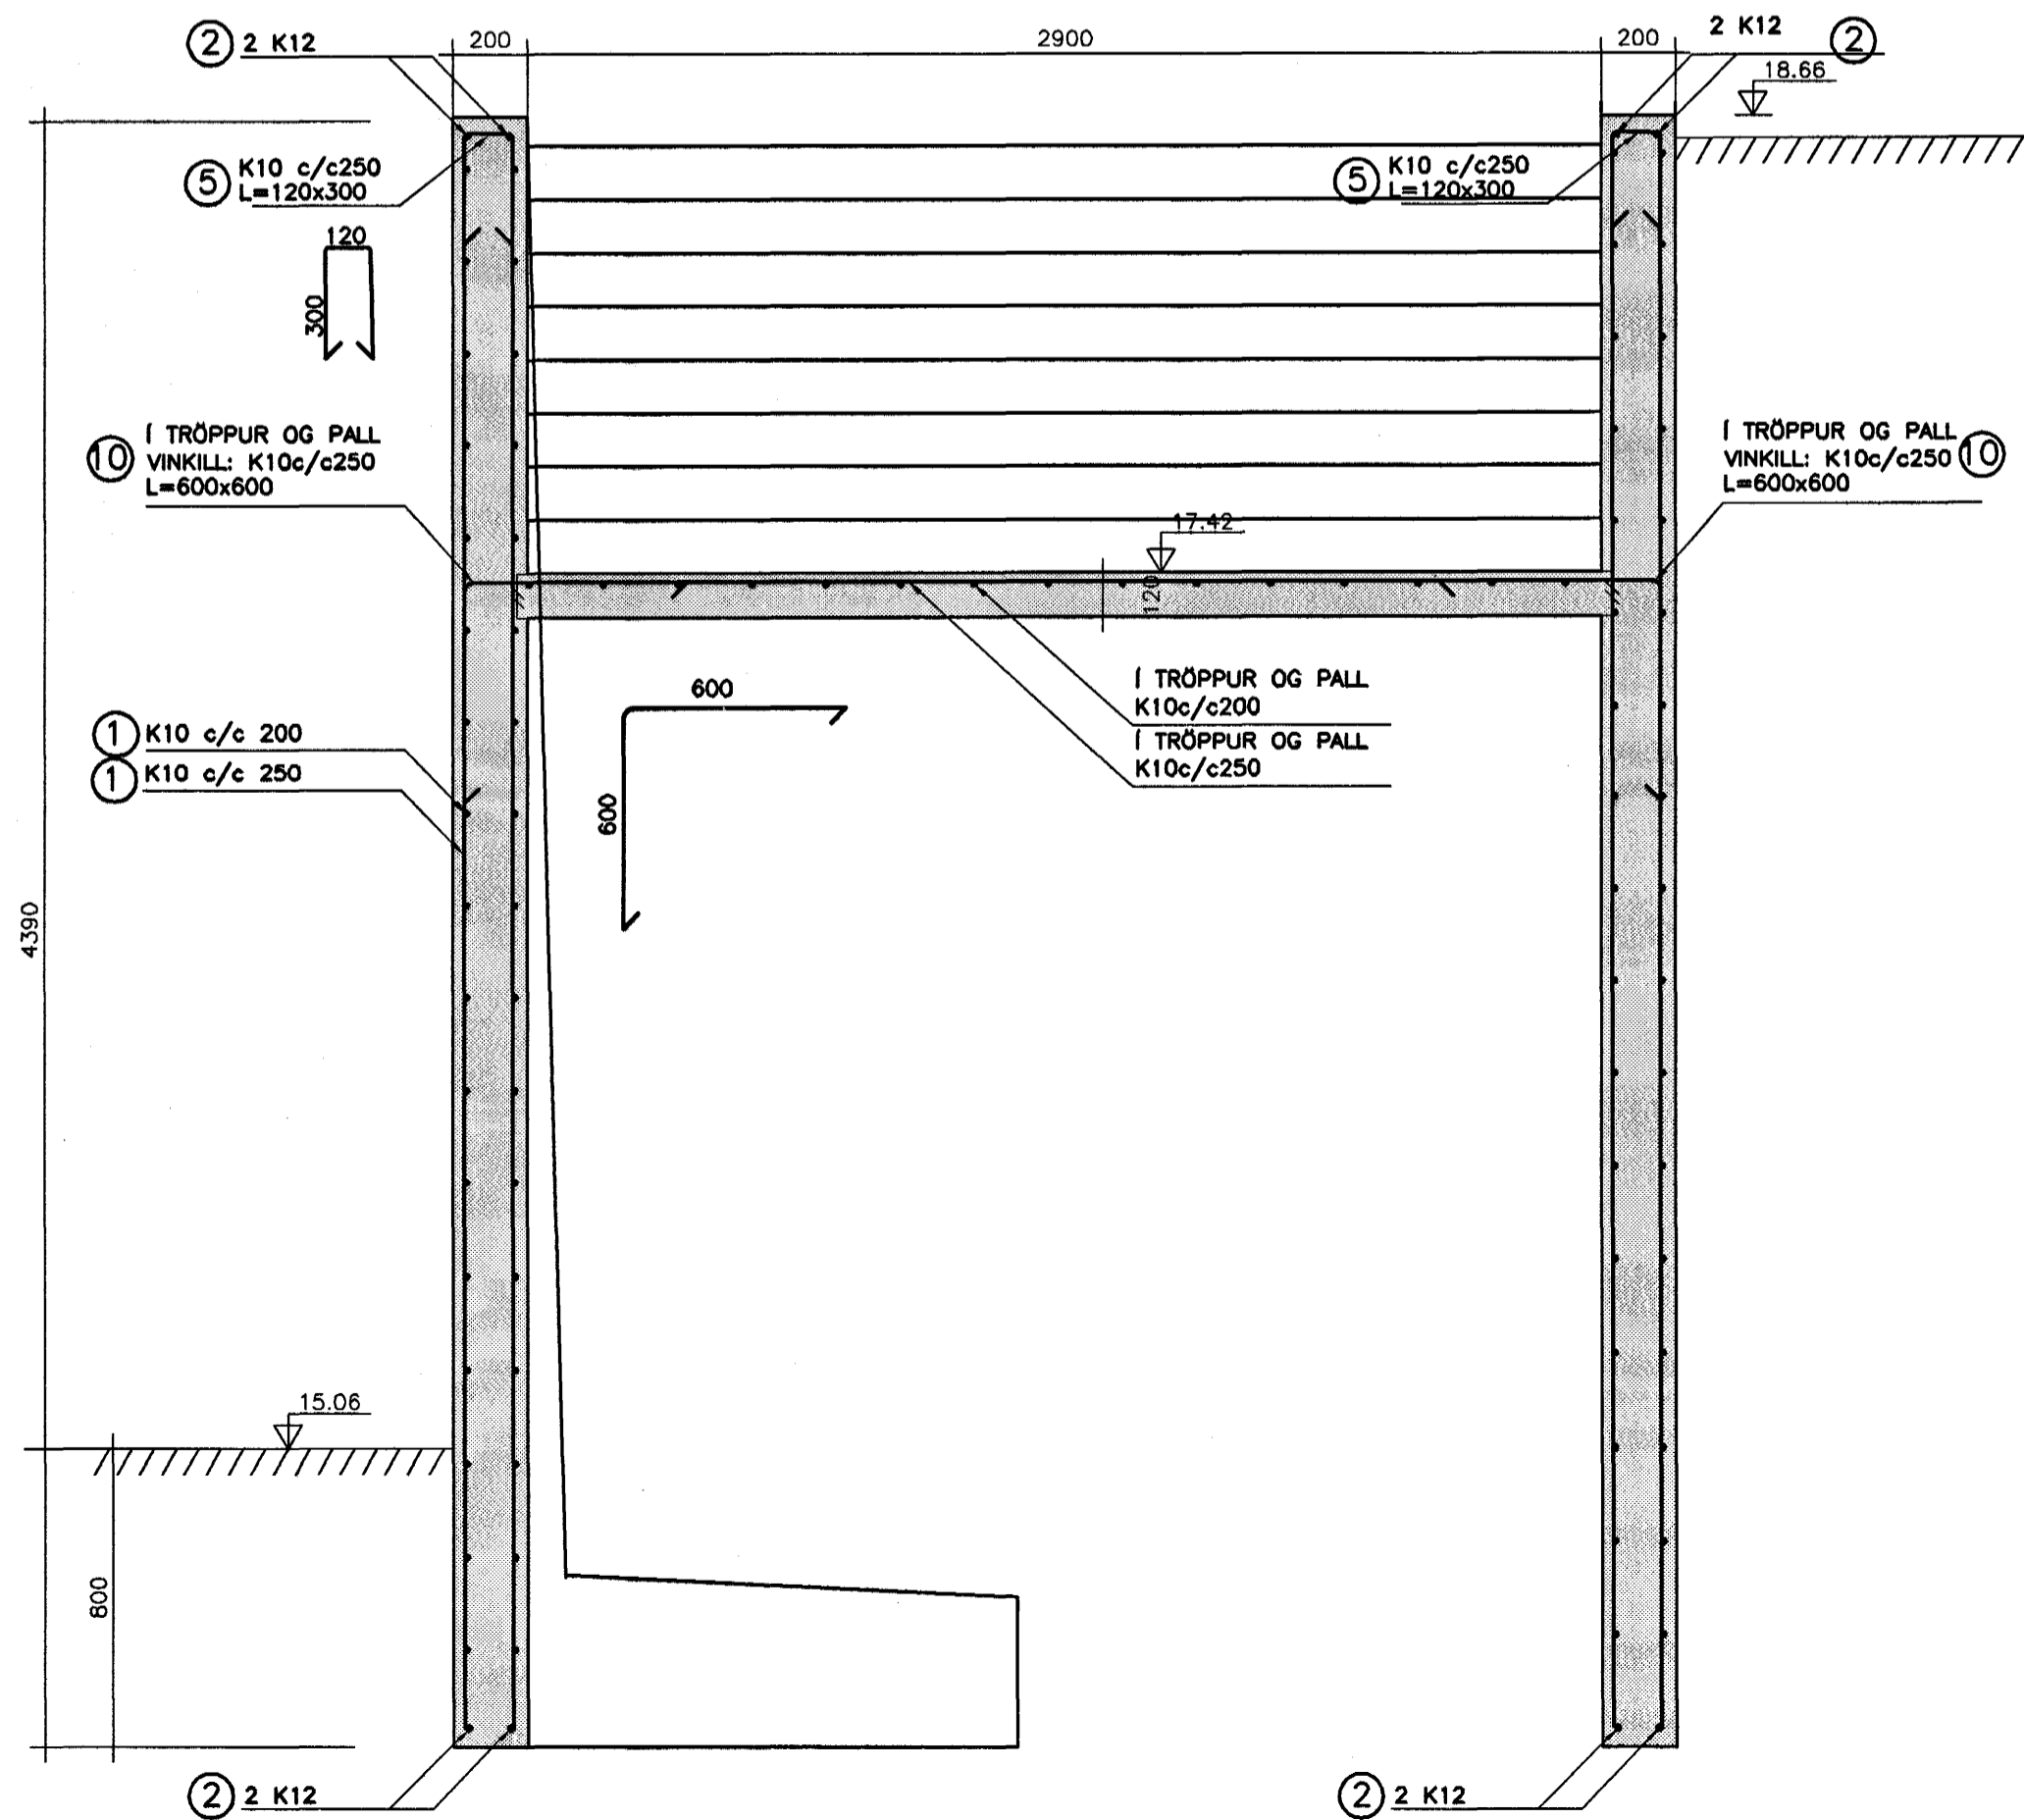 2 2 K12
200
2900
200
2 K12 2
18.66
5 K10 c/c250
L=120x300
5 K10 c/c250
L=120x300
120
300
10 Í TRÖPPUR OG PALL
VINKILL: K10c/c250
L=600x600
Í TRÖPPUR OG PALL
VINKILL: K10c/c250 10
L=600x600
17.42
120
600
600
Í TRÖPPUR OG PALL
K10c/c200
Í TRÖPPUR OG PALL
K10c/c250
1 K10 c/c 200
1 K10 c/c 250
4390
15.06
800
2 2 K12
2 2 K12